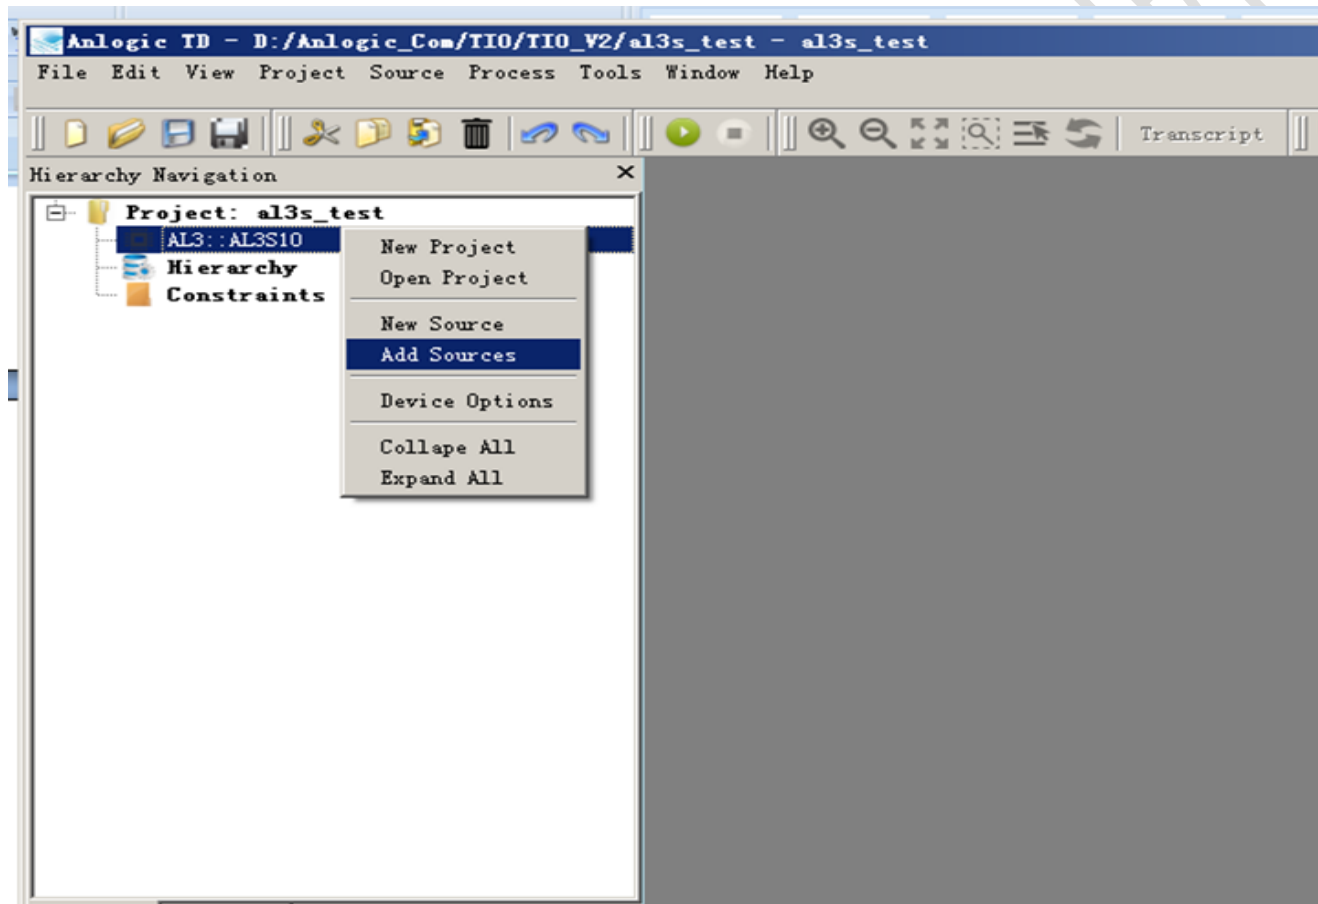 Anlogic TD - D:/Anlogic_Com/TIO/TIO_V2/al3s_test - al3s_test
File Edit View Project Source Process Tools Window Help
Transcript
Hierarchy Navigation
Project: al3s_test
AL3::AL3S10
Hierarchy
Constraints
New Project
Open Project
New Source
Add Sources
Device Options
Collape All
Expand All